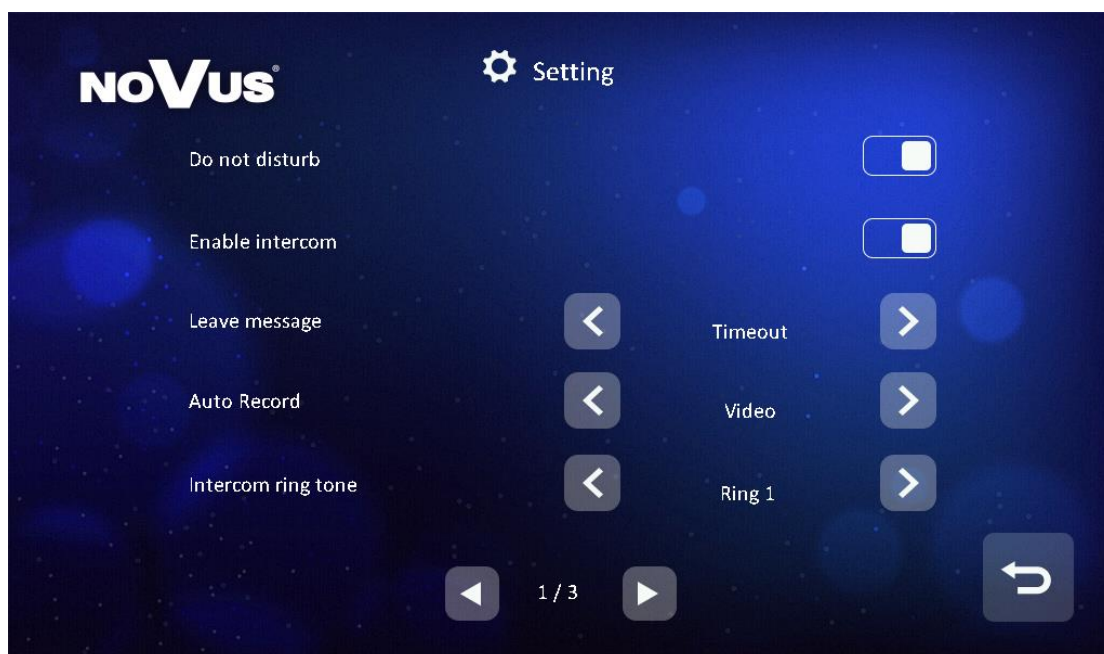 NOVUS®
Setting
Do not disturb
Enable intercom
Leave message
Timeout
Auto Record
Video
Intercom ring tone
Ring 1
1 / 3